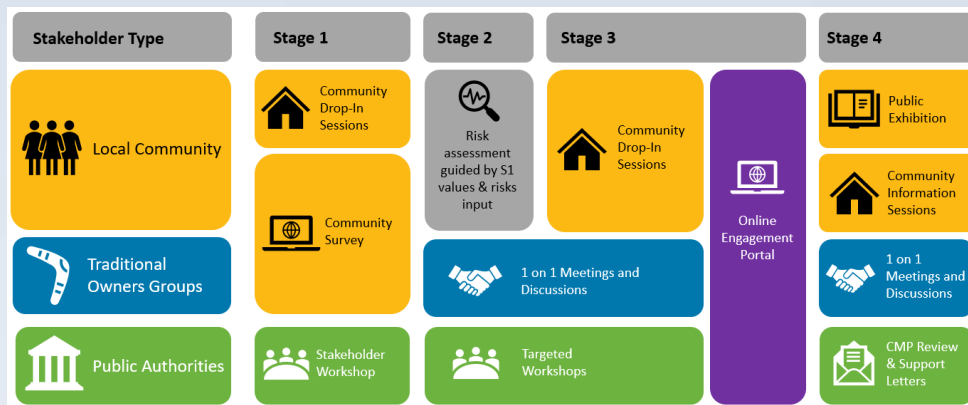 Stakeholder Type
Stage 1
Stage 2
Stage 3
Stage 4
Local Community
Community
Drop-In
Sessions
Community
Survey
Risk
assessment
guided by S1
values & risks
input
Community
Drop-In
Sessions
Online
Engagement
Portal
Public
Exhibition
Community
Information
Sessions
Traditional
Owners Groups
1 on 1 Meetings and
Discussions
1 on 1
Meetings and
Discussions
Public Authorities
Stakeholder
Workshop
Targeted
Workshops
CMP Review
& Support
Letters